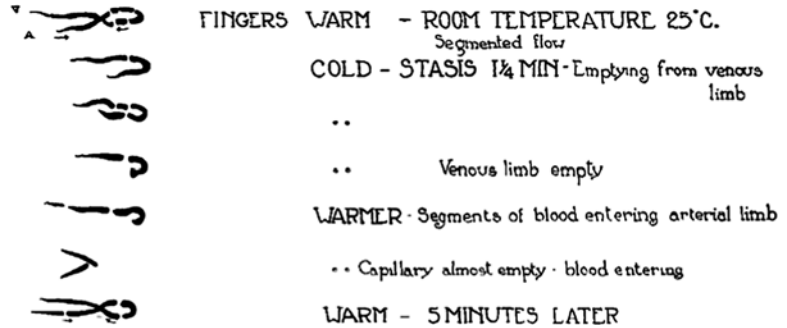 V
A
FINGERS WARM - ROOM TEMPERATURE 25°C.
Segmented flow
COLD - STASIS 1¼ MIN - Emptying from venous
limb
" "
" " Venous limb empty
WARMER - Segments of blood entering arterial limb
" " Capillary almost empty - blood entering
WARM - 5 MINUTES LATER